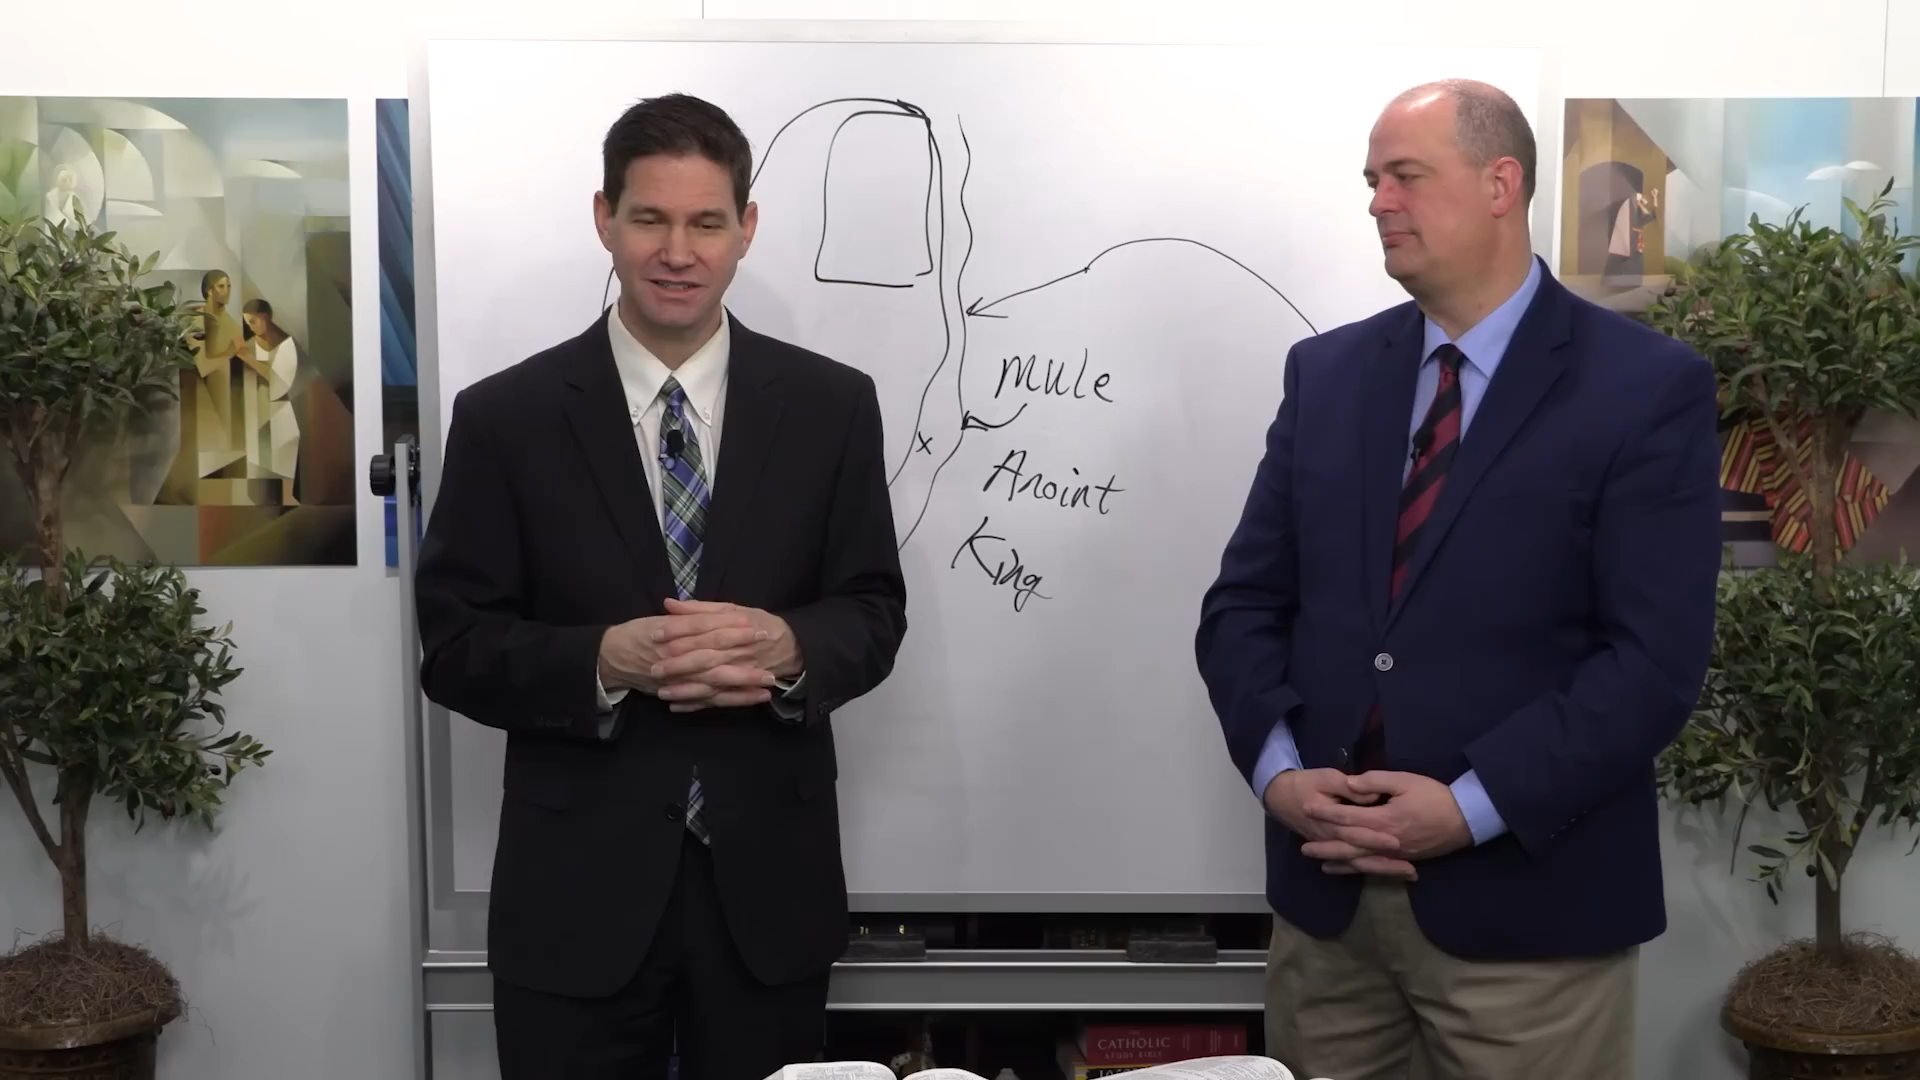 x
Mule
Anoint
King
CATHOLIC
STUDY BIBLE